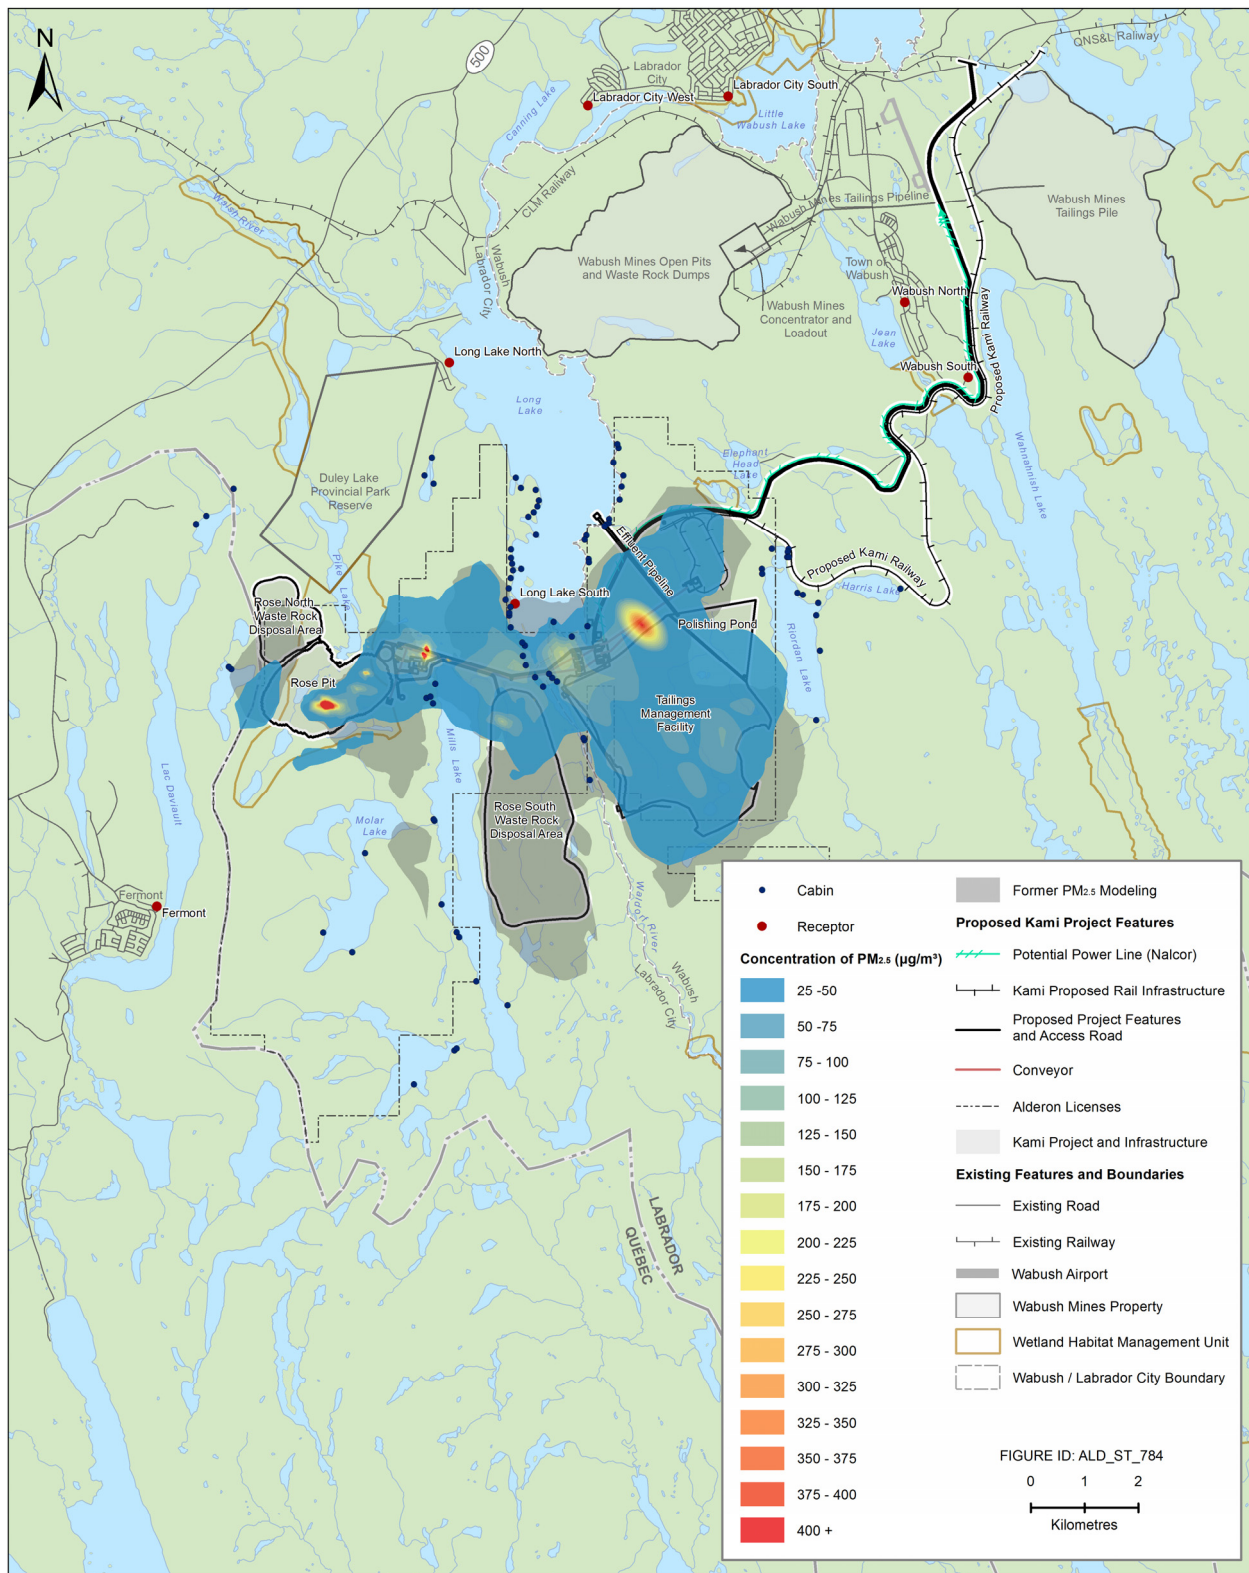 N
500
QNS&L Railway
Labrador
City
Labrador City South
Labrador City West
Canning Lake
Little
Wabush Lake
CLM Railway
Walsh River
Wabush Mines Tailings Pipeline
Wabush Mines
Tailings Pile
Wabush
Labrador City
Wabush Mines Open Pits
and Waste Rock Dumps
Town of
Wabush
Wabush North
Wabush Mines
Concentrator and
Loadout
Jean
Lake
Proposed Kami Railway
Long Lake North
Wabush South
Long
Lake
Elephant
Head
Lake
Wahnahnish Lake
Duley Lake
Provincial Park
Reserve
Effluent Pipeline
Proposed Kami Railway
Pike Lake
Harris Lake
Long Lake South
Rose North
Waste Rock
Disposal Area
Polishing Pond
Riordan Lake
Rose Pit
Tailings
Management
Facility
Mills Lake
Lac Daviault
Rose South
Waste Rock
Disposal Area
Molar
Lake
Fermont
Fermont
Waldorf River
Wabush
Labrador City
LABRADOR
QUÉBEC
Cabin
Receptor
Concentration of PM2.5 (µg/m³)
25 -50
50 -75
75 - 100
100 - 125
125 - 150
150 - 175
175 - 200
200 - 225
225 - 250
250 - 275
275 - 300
300 - 325
325 - 350
350 - 375
375 - 400
400 +
Former PM2.5 Modeling
Proposed Kami Project Features
Potential Power Line (Nalcor)
Kami Proposed Rail Infrastructure
Proposed Project Features
and Access Road
Conveyor
Alderon Licenses
Kami Project and Infrastructure
Existing Features and Boundaries
Existing Road
Existing Railway
Wabush Airport
Wabush Mines Property
Wetland Habitat Management Unit
Wabush / Labrador City Boundary
FIGURE ID: ALD_ST_784
0 1 2
Kilometres